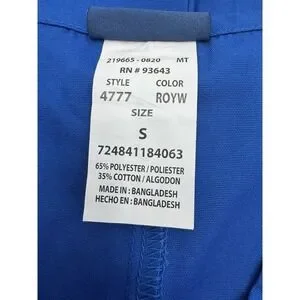 219665 - 0820 MT
RN # 93643
STYLE COLOR
4777 ROYW
SIZE
S
724841184063
65% POLYESTER / POLIESTER
35% COTTON / ALGODON
MADE IN : BANGLADESH
HECHO EN : BANGLADESH